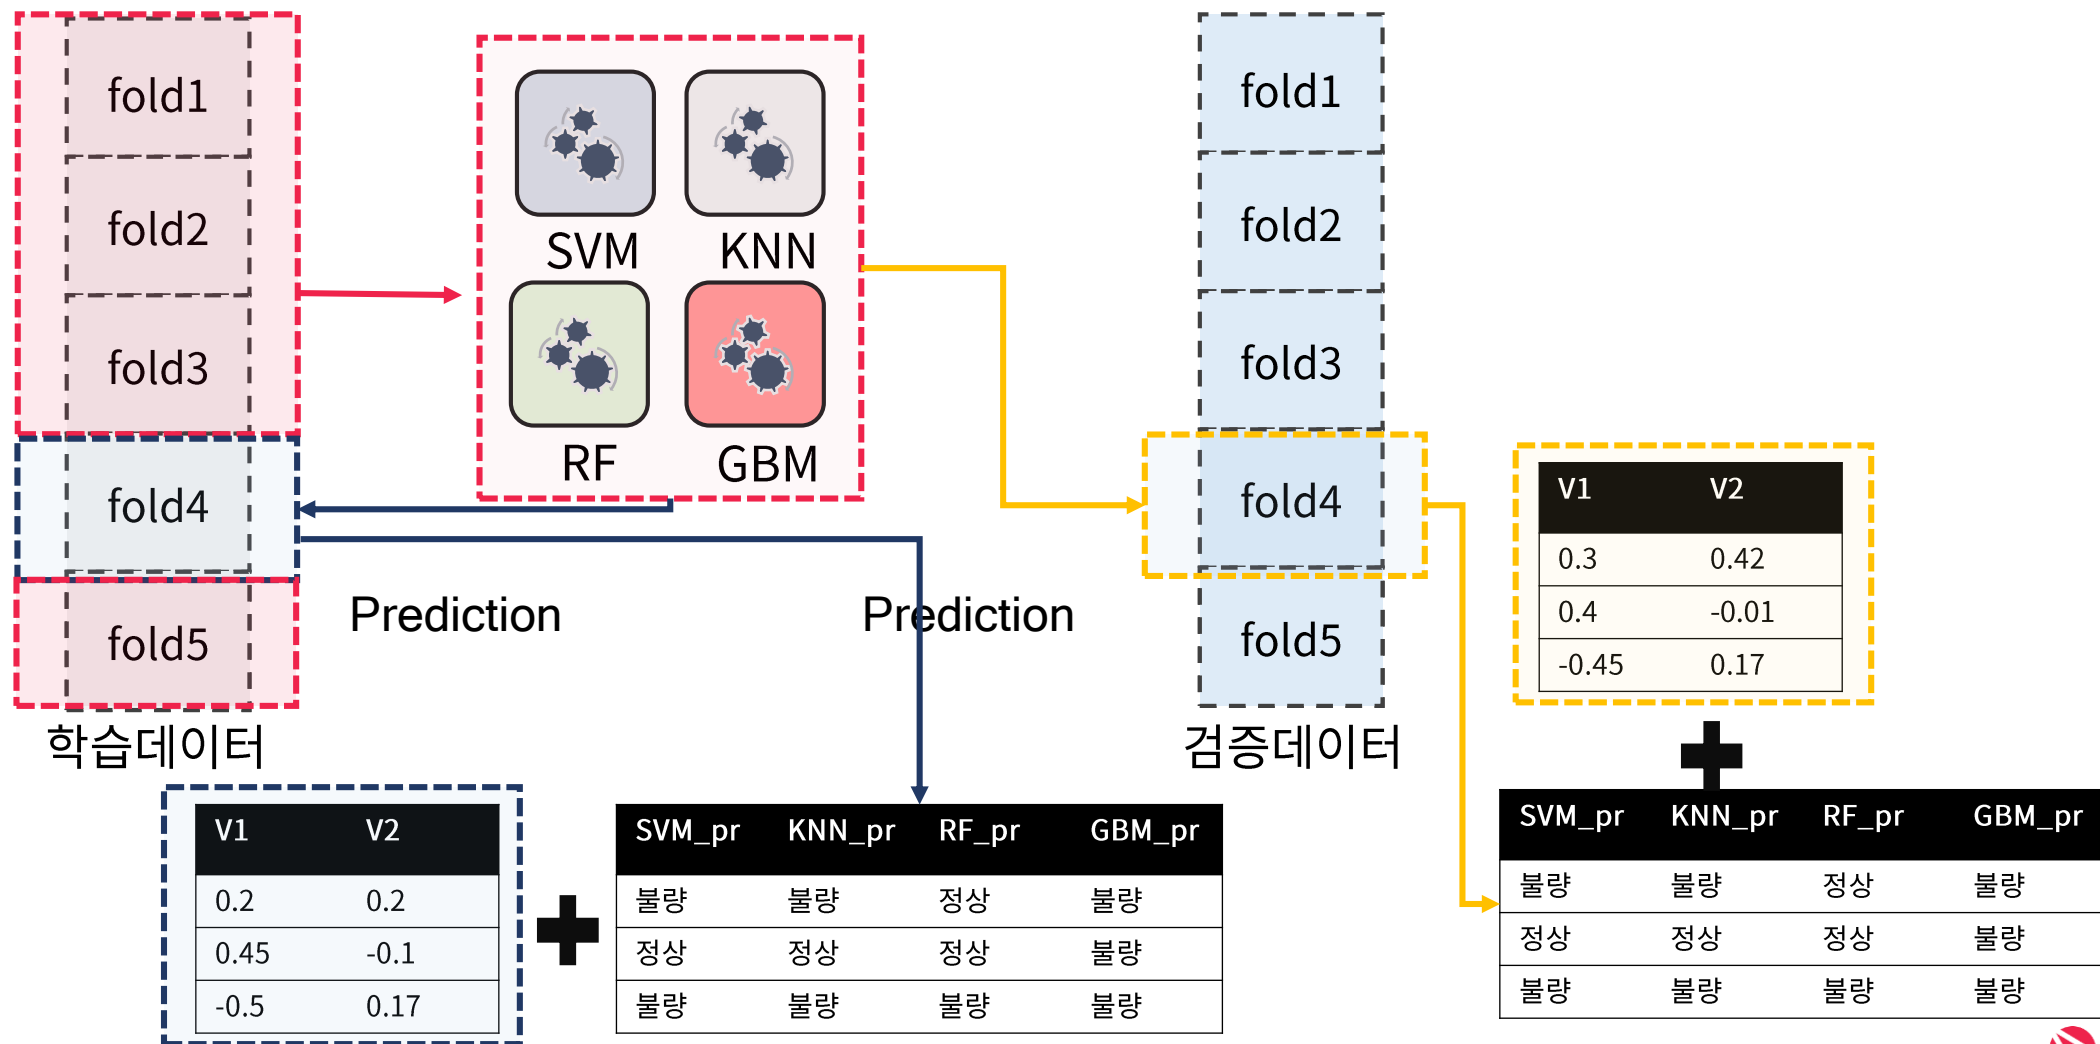 fold1
fold2
fold3
fold4
fold5
학습데이터
SVM KNN
RF GBM
Prediction
Prediction
fold1
fold2
fold3
fold4
fold5
검증데이터
V1 V2
0.3 0.42
0.4 -0.01
-0.45 0.17
V1 V2
0.2 0.2
0.45 -0.1
-0.5 0.17
SVM_pr KNN_pr RF_pr GBM_pr
불량 불량 정상 불량
정상 정상 정상 불량
불량 불량 불량 불량
SVM_pr KNN_pr RF_pr GBM_pr
불량 불량 정상 불량
정상 정상 정상 불량
불량 불량 불량 불량